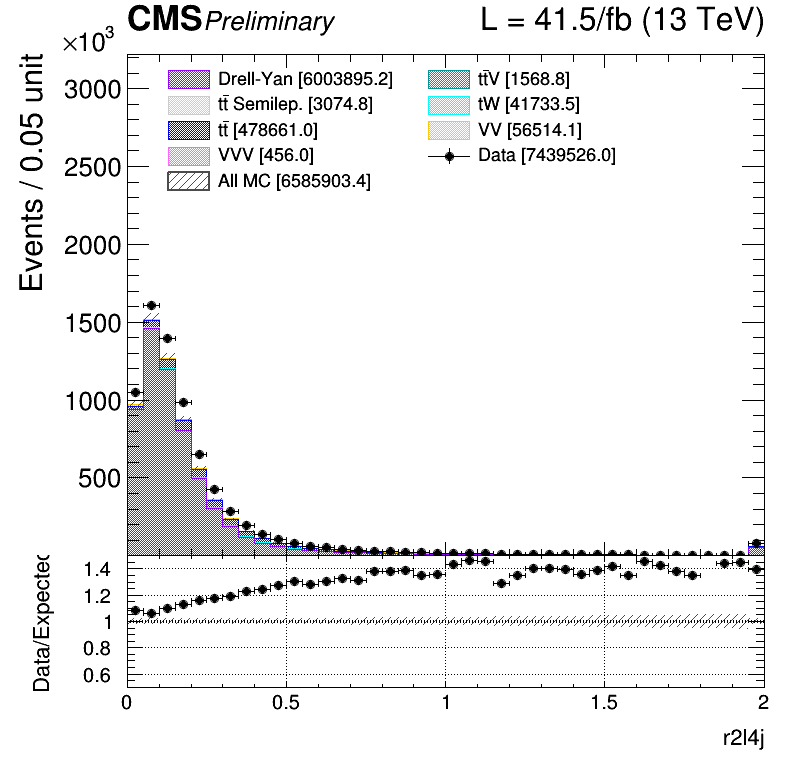 CMS Preliminary L = 41.5/fb (13 TeV)
×10³
Events / 0.05 unit
Drell-Yan [6003895.2]
tt̄ Semilep. [3074.8]
tt̄ [478661.0]
VVV [456.0]
All MC [6585903.4]
tt̄V [1568.8]
tW [41733.5]
VV [56514.1]
Data [7439526.0]
3000
2500
2000
1500
1000
500
Data/Expected
1.4
1.2
1
0.8
0.6
0 0.5 1 1.5 2
r2l4j